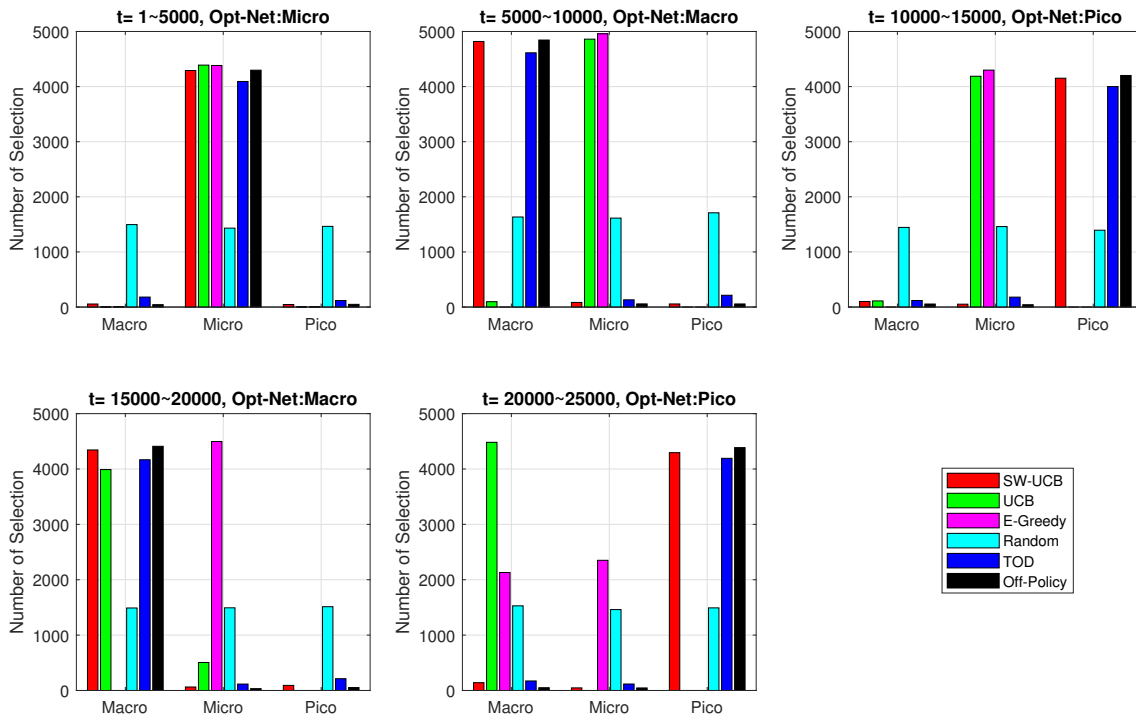 t= 1~5000, Opt-Net:Micro
5000
4000
3000
2000
1000
0
Number of Selection
Macro Micro Pico
t= 5000~10000, Opt-Net:Macro
5000
4000
3000
2000
1000
0
Number of Selection
Macro Micro Pico
t= 10000~15000, Opt-Net:Pico
5000
4000
3000
2000
1000
0
Number of Selection
Macro Micro Pico
t= 15000~20000, Opt-Net:Macro
5000
4000
3000
2000
1000
0
Number of Selection
Macro Micro Pico
t= 20000~25000, Opt-Net:Pico
5000
4000
3000
2000
1000
0
Number of Selection
Macro Micro Pico
SW-UCB
UCB
E-Greedy
Random
TOD
Off-Policy